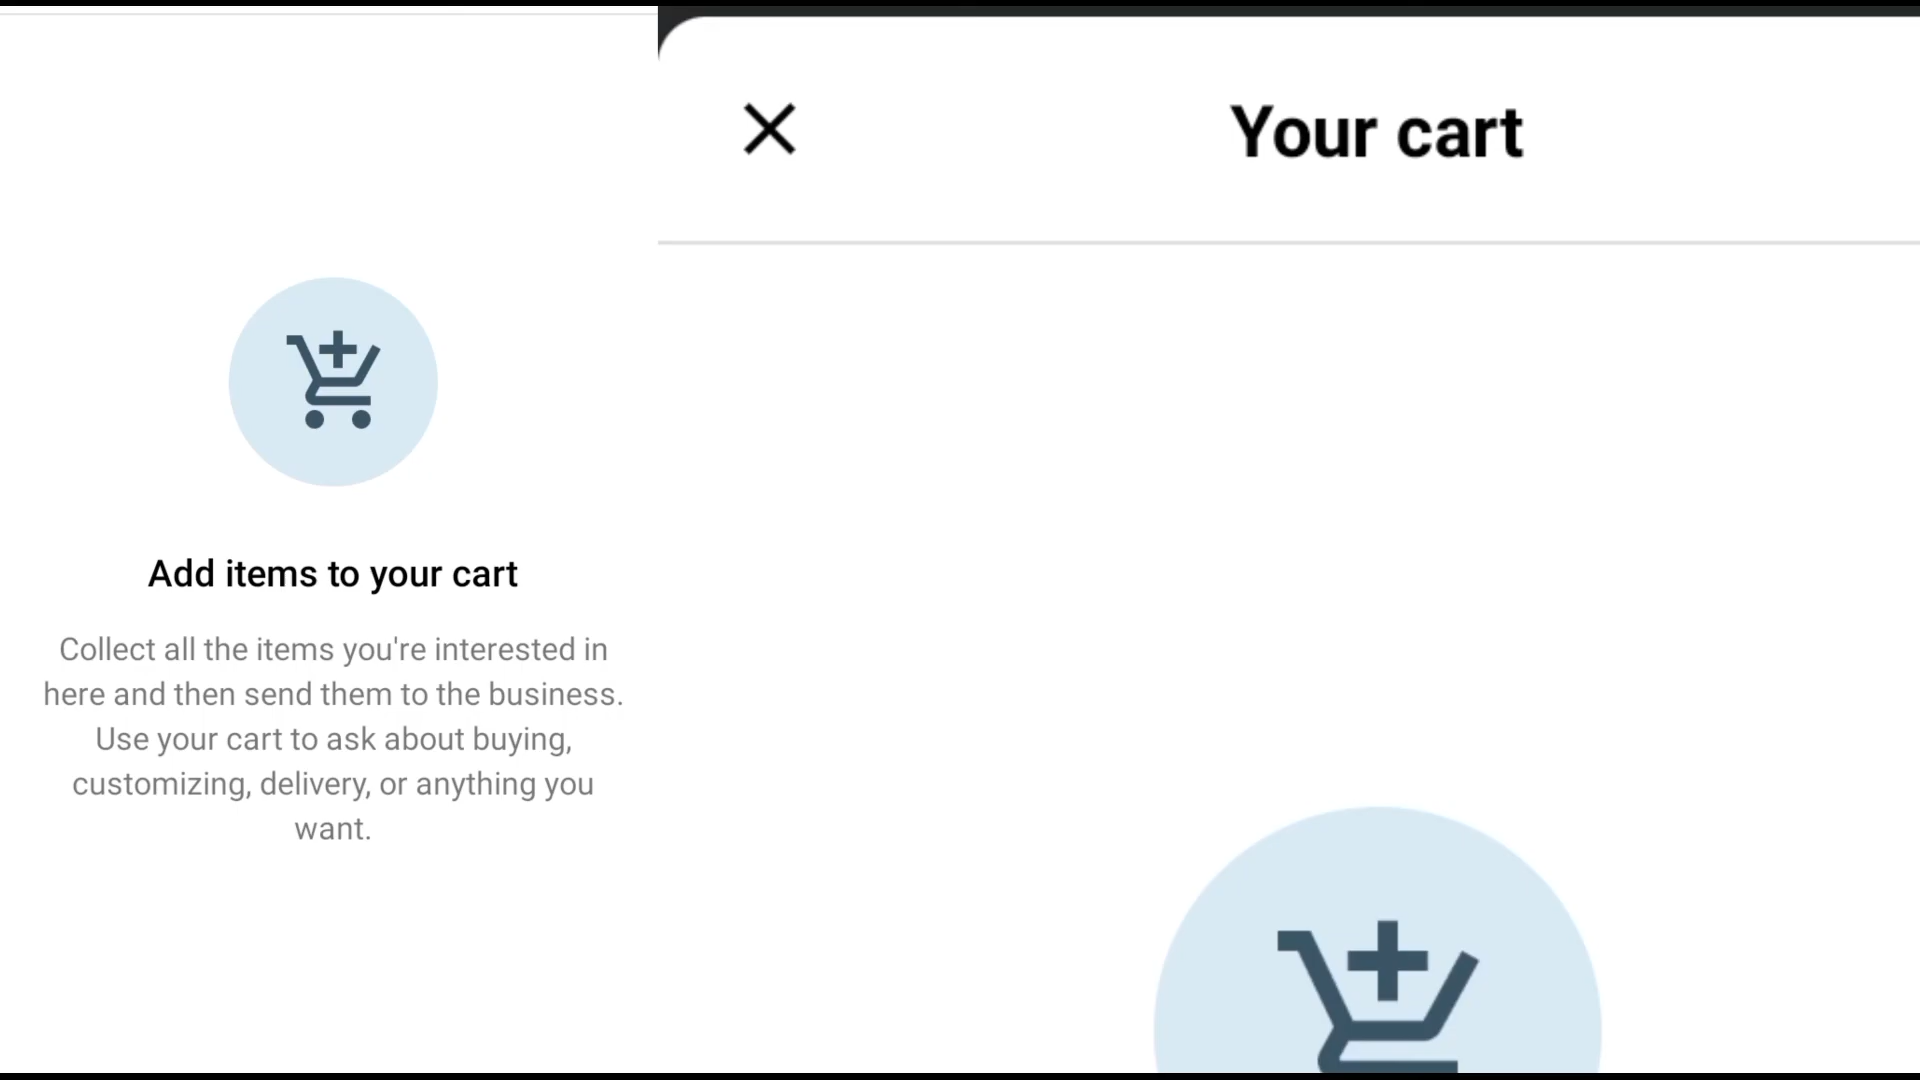 Add items to your cart
Collect all the items you're interested in
here and then send them to the business.
Use your cart to ask about buying,
customizing, delivery, or anything you
want.
Your cart